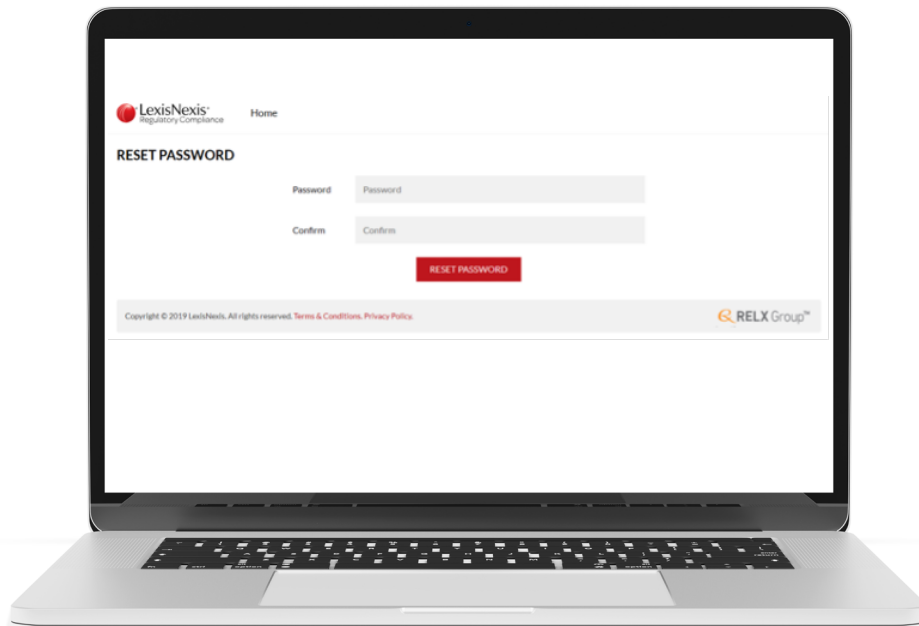 LexisNexis®
Regulatory Compliance
Home
RESET PASSWORD
Password
Password
Confirm
Confirm
RESET PASSWORD
Copyright © 2019 LexisNexis. All rights reserved. Terms & Conditions. Privacy Policy.
RELX Group™